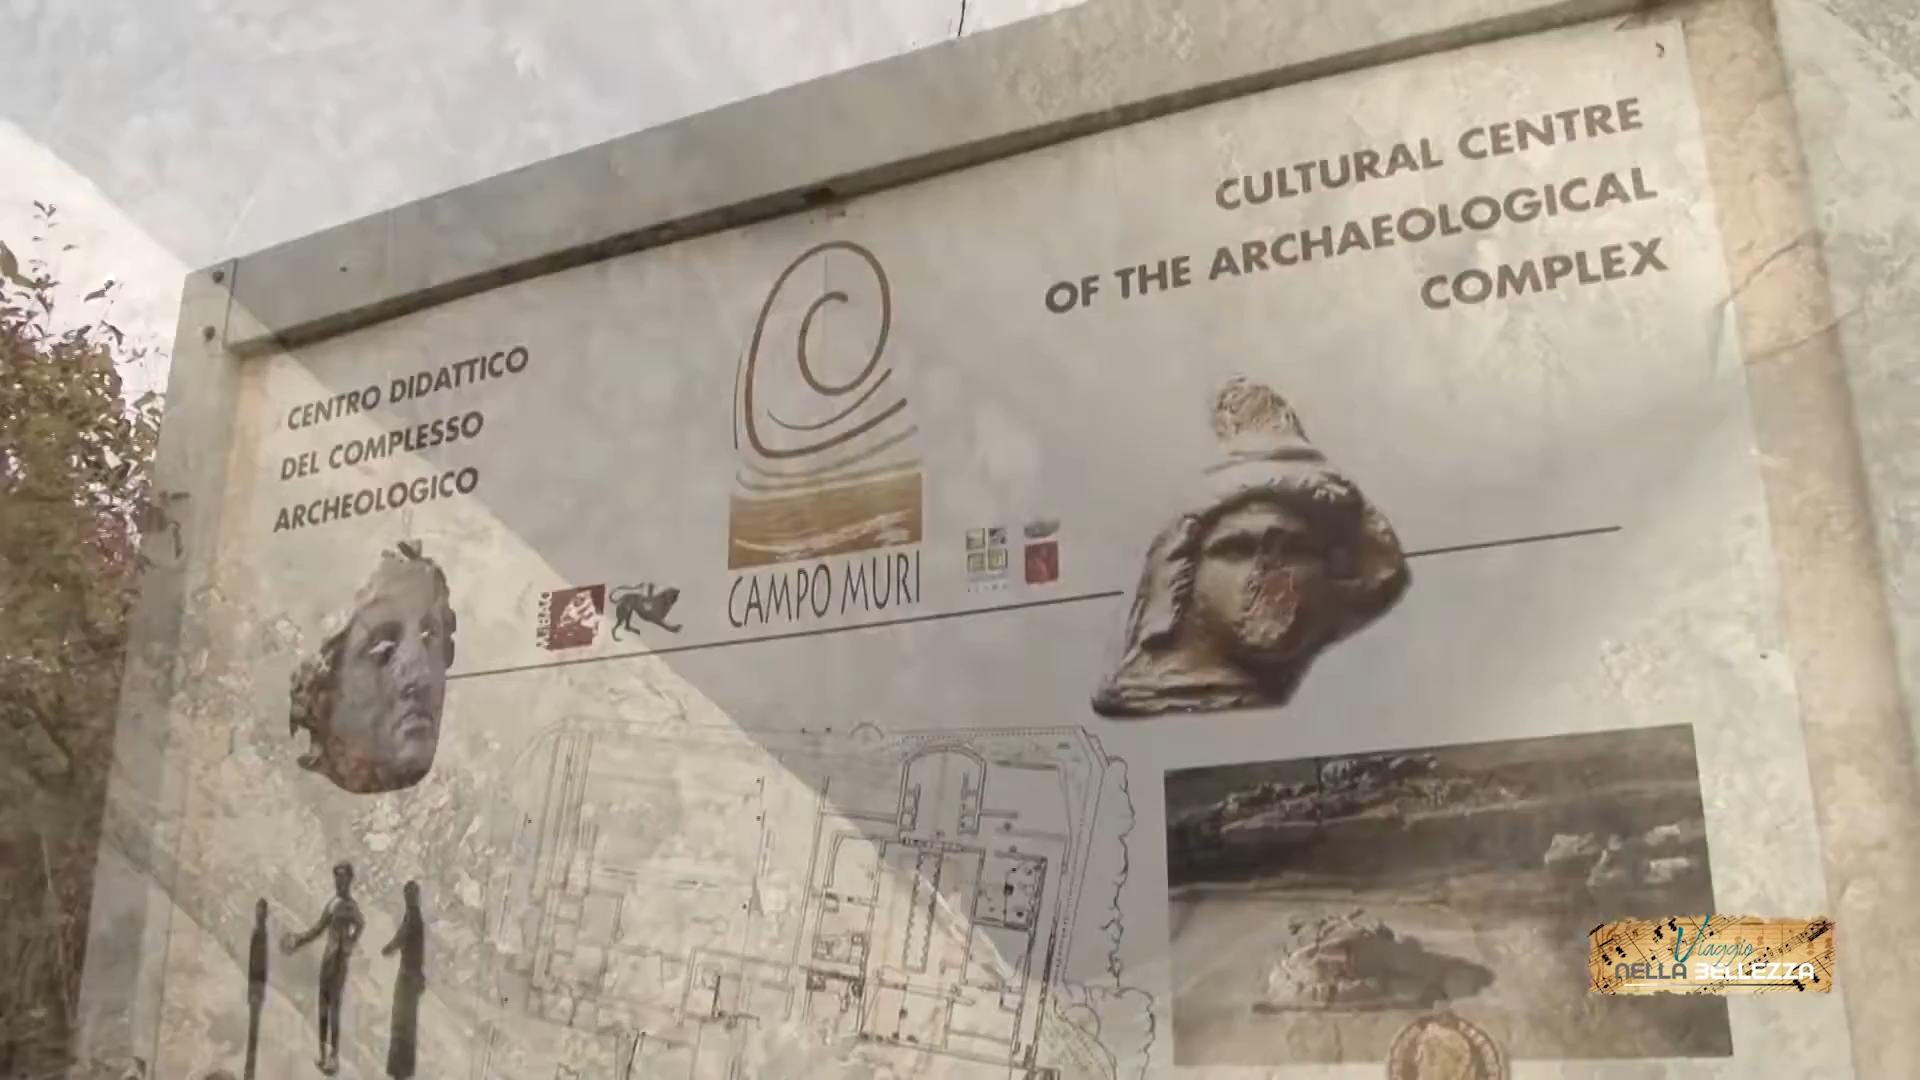 CENTRO DIDATTICO
DEL COMPLESSO
ARCHEOLOGICO
CAMPO MURI
CULTURAL CENTRE
OF THE ARCHAEOLOGICAL
COMPLEX
Viaggio
NELLA BELLEZZA